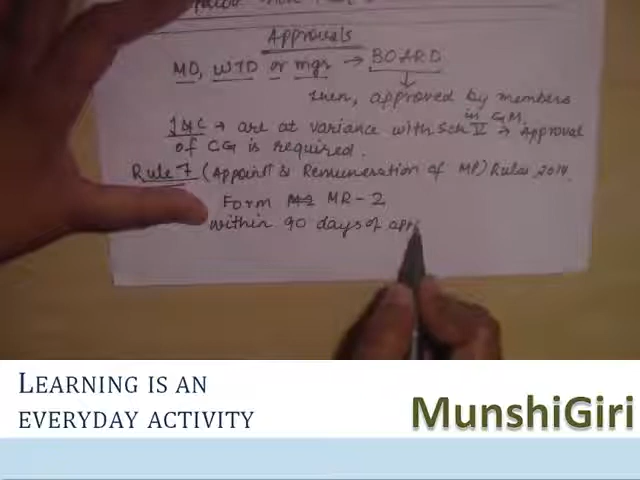 Approvals
MD, WTD or mgr → BOARD
then, approved by members
in GM.
T&C → are at variance with Sch V → Approval
of CG is required.
Rule 7 (Appoint & Remuneration of MP) Rules 2014.
Form MR-2
within 90 days of app
LEARNING IS AN
EVERYDAY ACTIVITY
MunshiGiri